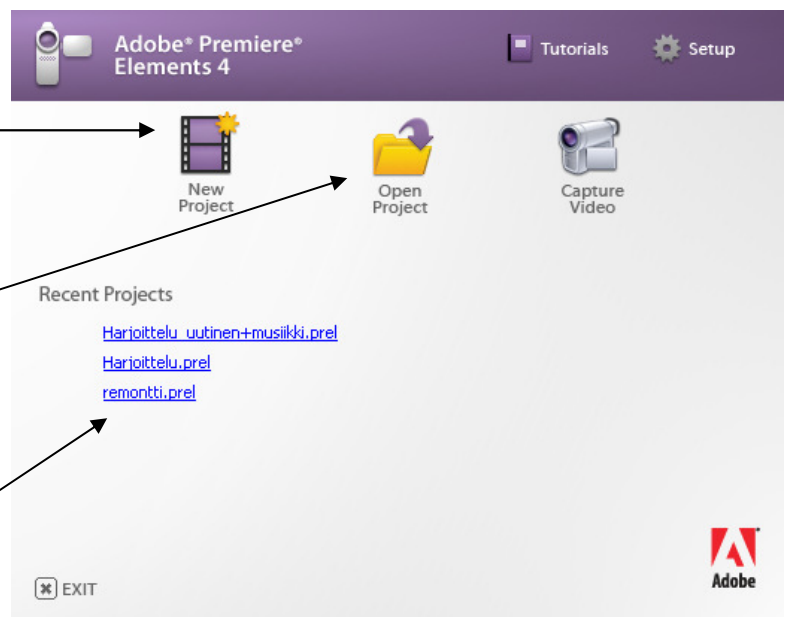 Adobe® Premiere®
Elements 4
Tutorials
Setup
New
Project
Open
Project
Capture
Video
Recent Projects
Harjoittelu_uutinen+musiikki.prel
Harjoittelu.prel
remontti.prel
EXIT
Adobe